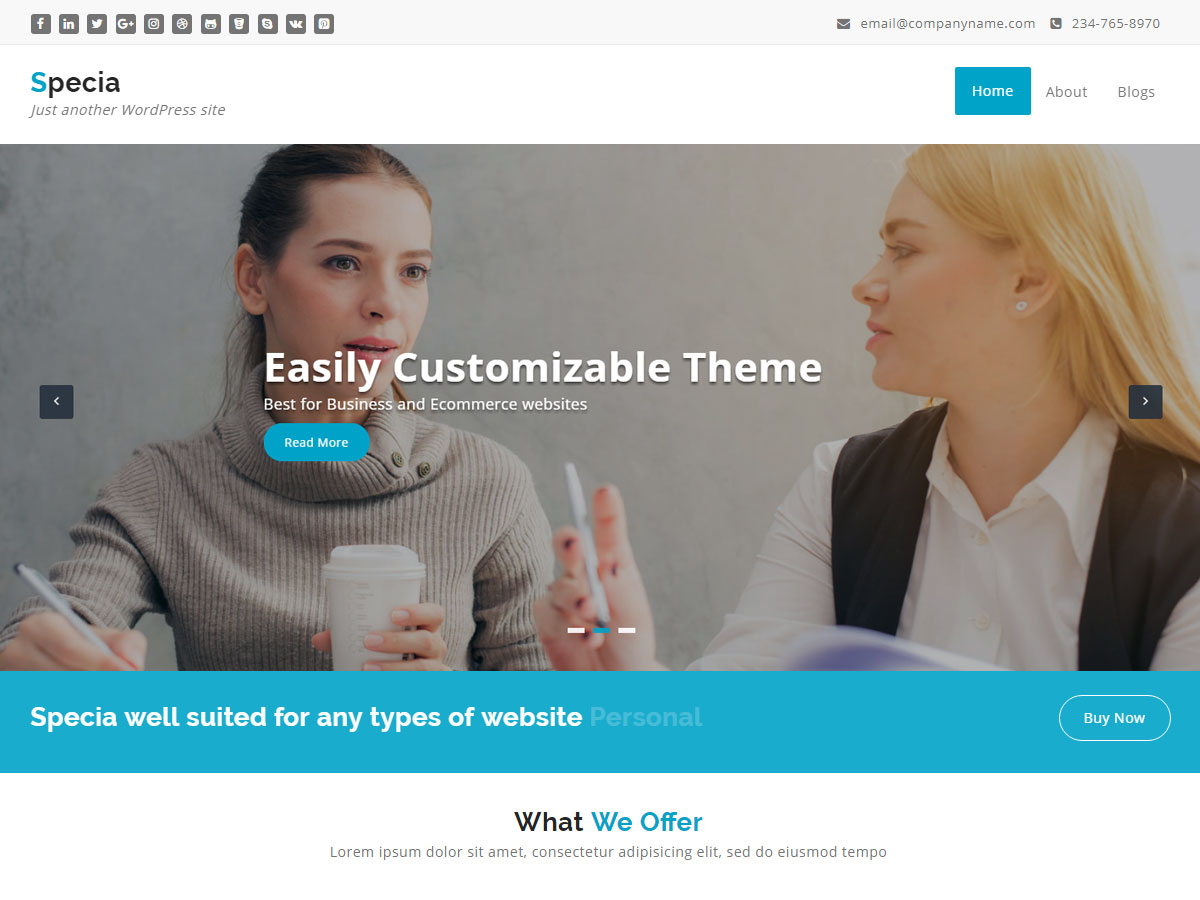 email@companyname.com 234-765-8970
Specia
Just another WordPress site
Home About Blogs
Easily Customizable Theme
Best for Business and Ecommerce websites
Read More
Specia well suited for any types of website Personal
Buy Now
What We Offer
Lorem ipsum dolor sit amet, consectetur adipisicing elit, sed do eiusmod tempo